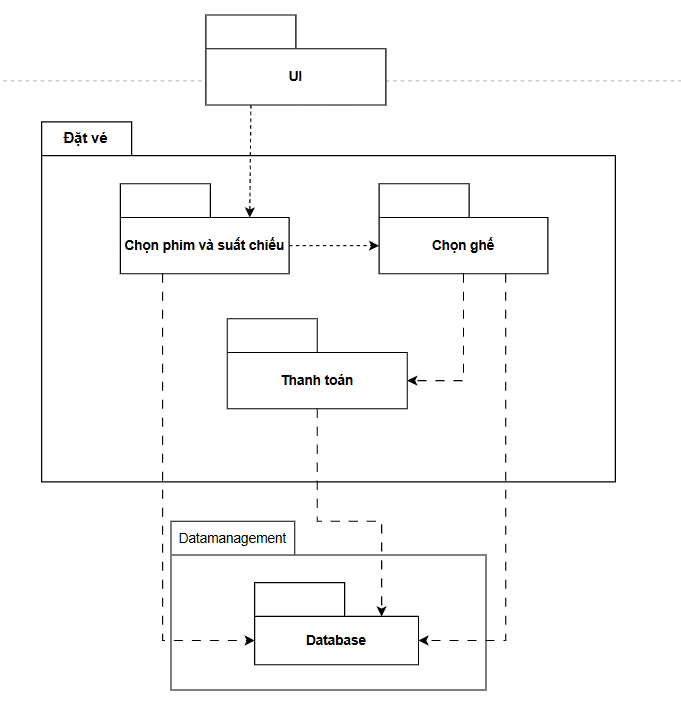 UI
Đặt vé
Chọn phim và suất chiếu
Chọn ghế
Thanh toán
Datamanagement
Database